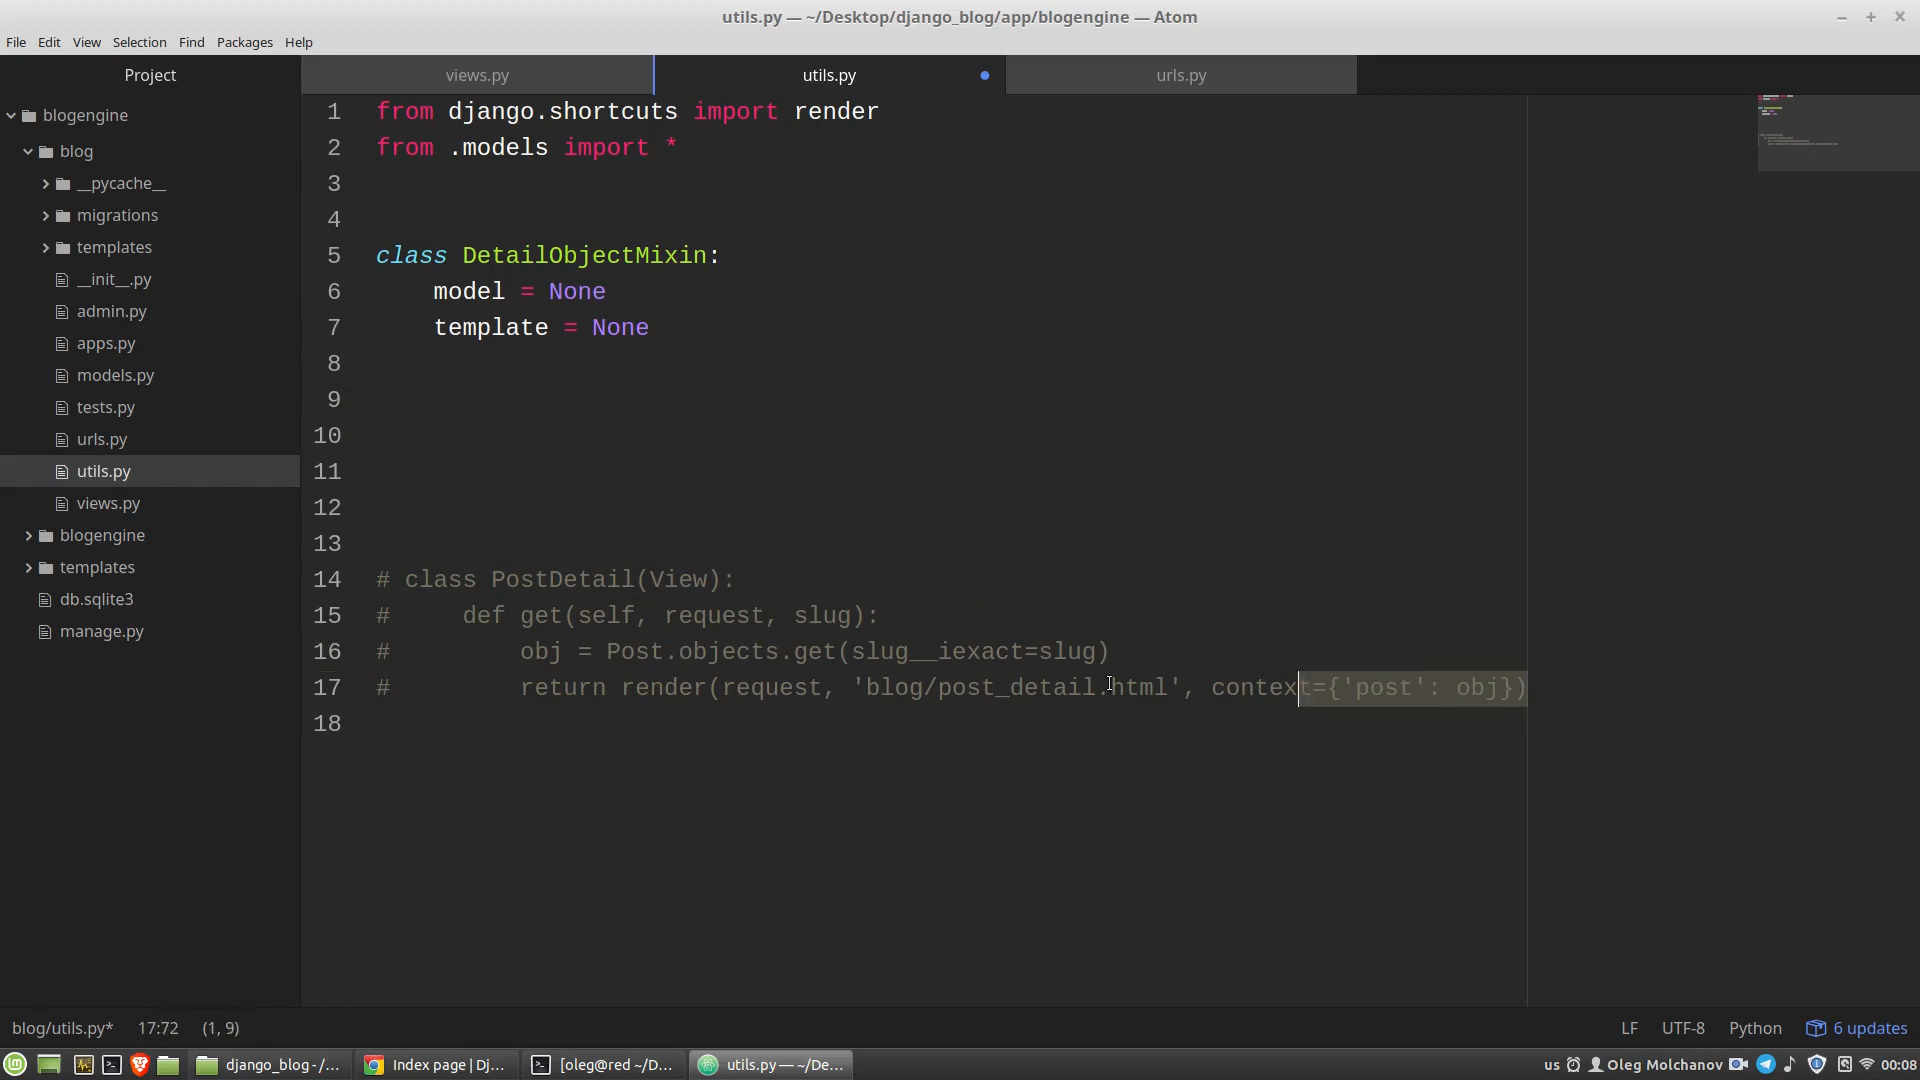 utils.py — ~/Desktop/django_blog/app/blogengine — Atom
File Edit View Selection Find Packages Help
Project
views.py
utils.py
urls.py
blogengine
blog
__pycache__
migrations
templates
__init__.py
admin.py
apps.py
models.py
tests.py
urls.py
utils.py
views.py
blogengine
templates
db.sqlite3
manage.py
1 from django.shortcuts import render
2 from .models import *
3
4
5 class DetailObjectMixin:
6 model = None
7 template = None
8
9
10
11
12
13
14 # class PostDetail(View):
15 # def get(self, request, slug):
16 # obj = Post.objects.get(slug__iexact=slug)
17 # return render(request, 'blog/post_detail.html', context={'post': obj})
18
blog/utils.py* 17:72 (1, 9) LF UTF-8 Python 6 updates
django_blog - /... Index page | Dj... [oleg@red ~/D... utils.py — ~/De... us Oleg Molchanov 00:08